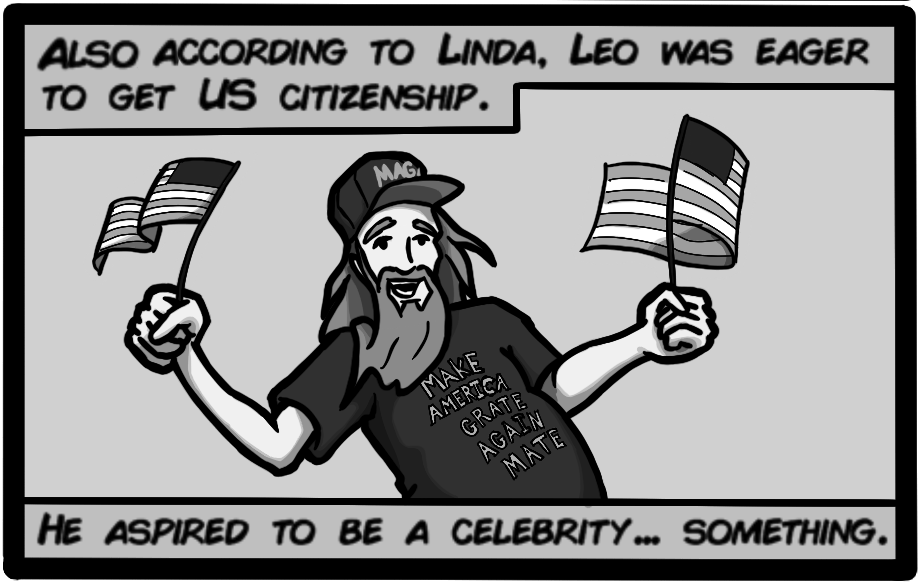 Also according to Linda, Leo was eager
to get US citizenship.
MAGA
MAKE
AMERICA
GRATE
AGAIN
MATE
He aspired to be a celebrity... something.